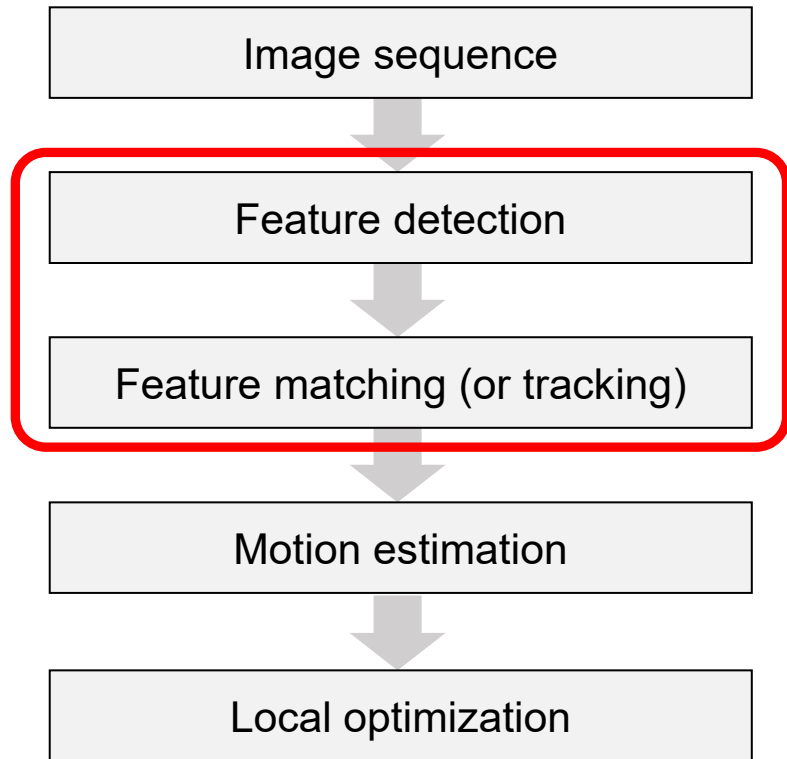 Image sequence
Feature detection
Feature matching (or tracking)
Motion estimation
Local optimization